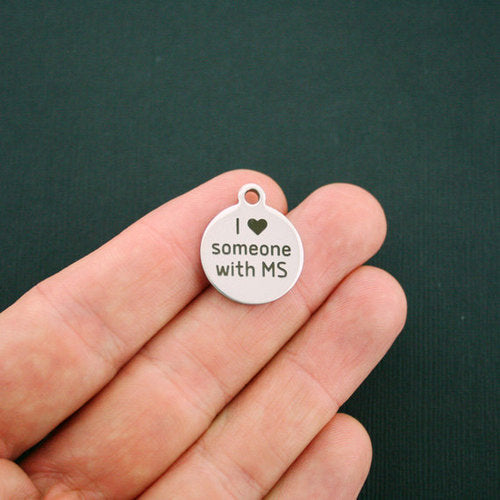 I ♥
someone
with MS